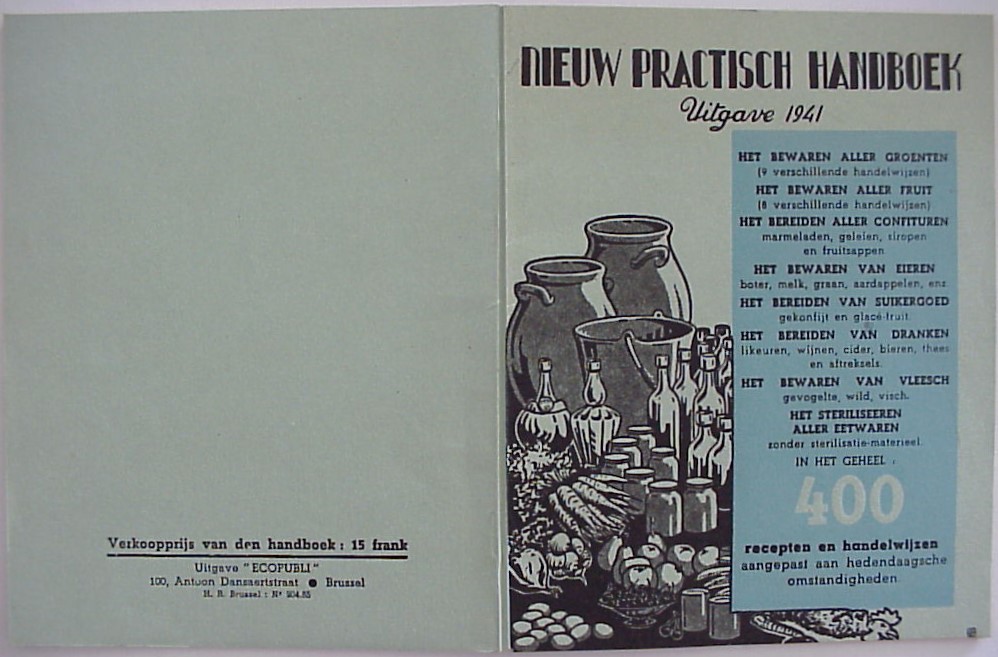 Verkoopprijs van den handboek : 15 frank
Uitgave "ECOPUBLI"
100, Antoon Dansaertstraat ● Brussel
H. R. Brussel : Nr 204.85
NIEUW PRACTISCH HANDBOEK
Uitgave 1941
HET BEWAREN ALLER GROENTEN
(9 verschillende handelwijzen)
HET BEWAREN ALLER FRUIT
(8 verschillende handelwijzen)
HET BEREIDEN ALLER CONFITUREN
marmeladen, geleien, siropen
en fruitsappen.
HET BEWAREN VAN EIEREN
boter, melk, graan, aardappelen, enz.
HET BEREIDEN VAN SUIKERGOED
gekonfijt en glacé-fruit.
HET BEREIDEN VAN DRANKEN
likeuren, wijnen, cider, bieren, thees
en aftreksels.
HET BEWAREN VAN VLEESCH
gevogelte, wild, visch.
HET STERILISEEREN
ALLER EETWAREN
zonder sterilisatie-materieel.
IN HET GEHEEL :
400
recepten en handelwijzen
aangepast aan hedendaagsche
omstandigheden